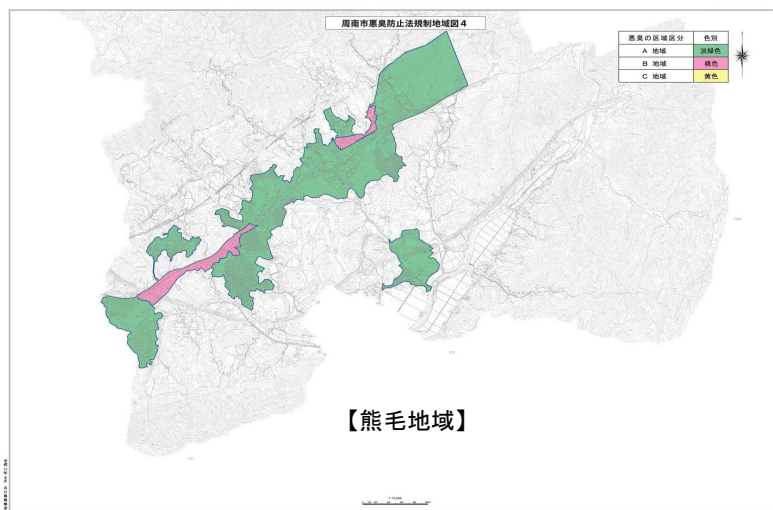 周南市悪臭防止法規制地域図4
悪臭の区域区分 色別
A 地域 淡緑色
B 地域 桃色
C 地域 黄色
【熊毛地域】